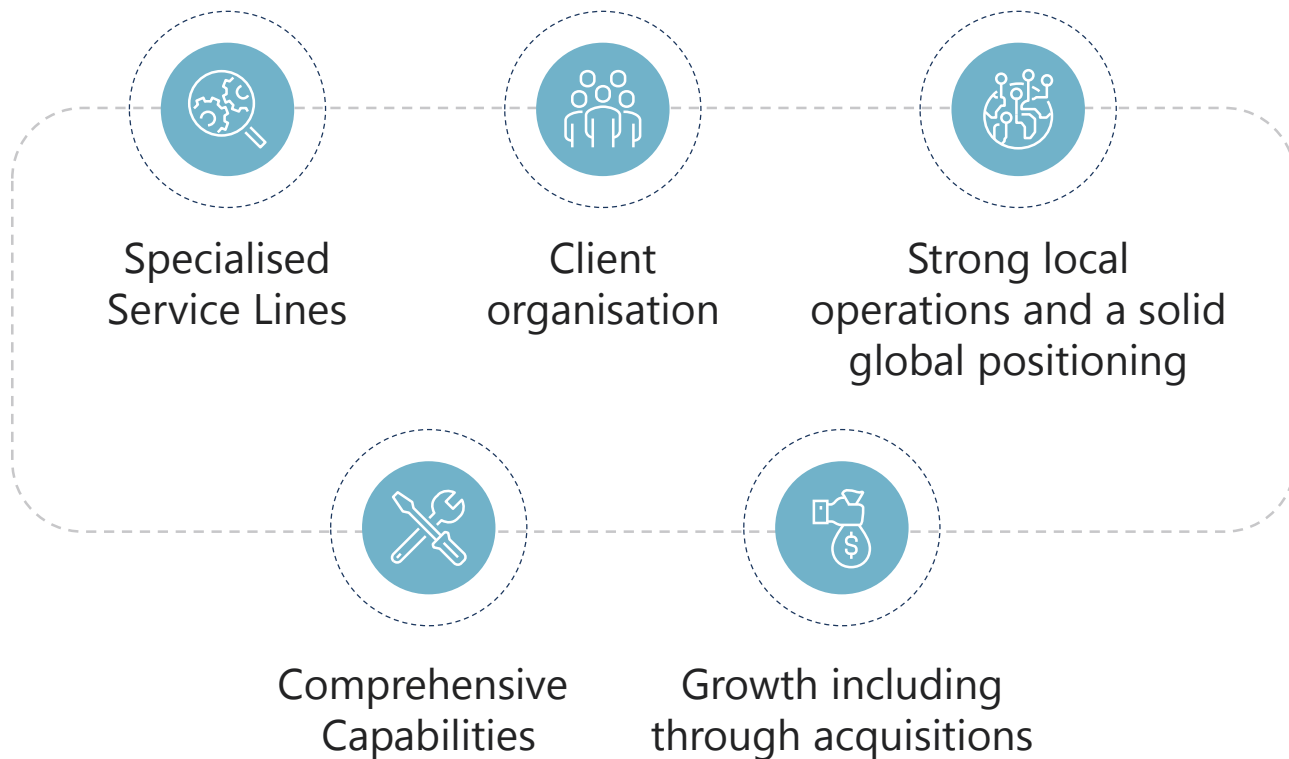 Specialised
Service Lines
Client
organisation
Strong local
operations and a solid
global positioning
$
Comprehensive
Capabilities
Growth including
through acquisitions